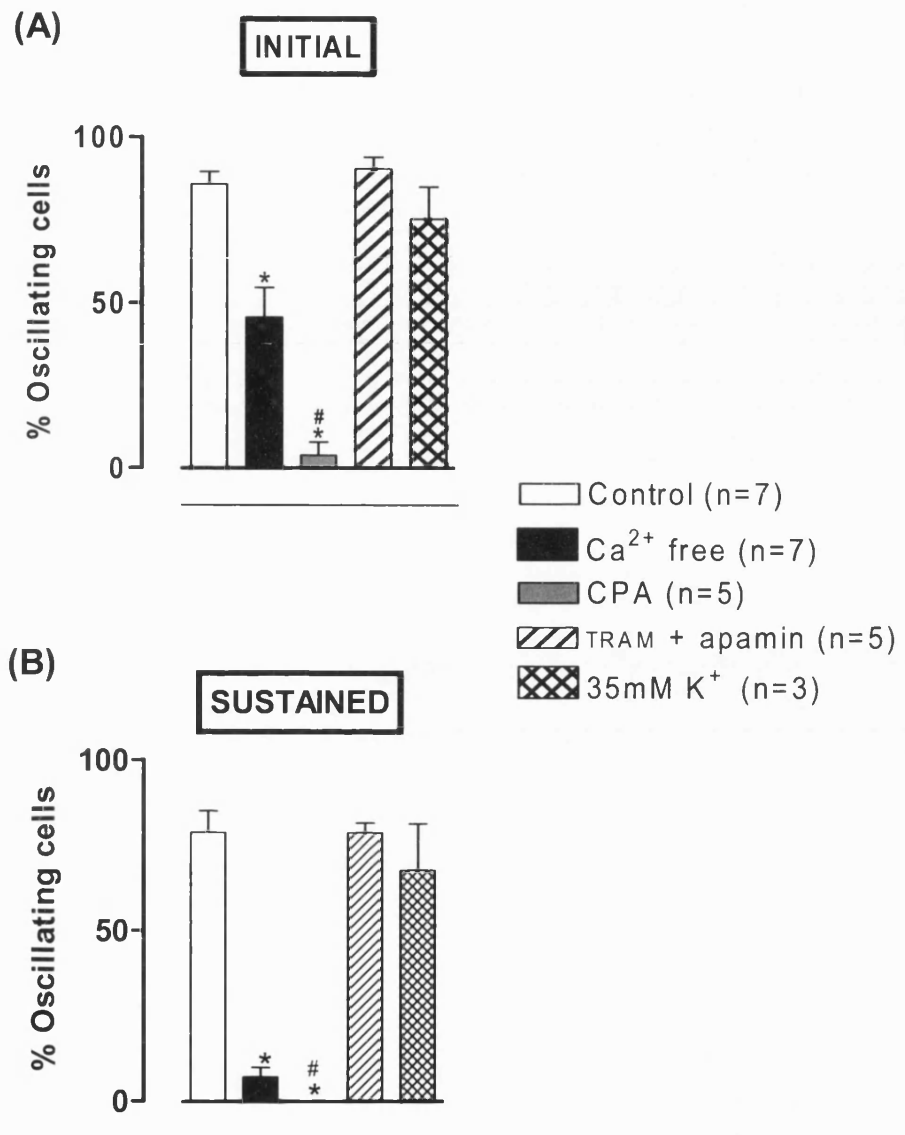 (A)
INITIAL
100
50
0
% Oscillating cells
*
#
*
Control (n=7)
Ca²⁺ free (n=7)
CPA (n=5)
TRAM + apamin (n=5)
35mM K⁺ (n=3)
(B)
SUSTAINED
100
50
0
% Oscillating cells
*
#
*